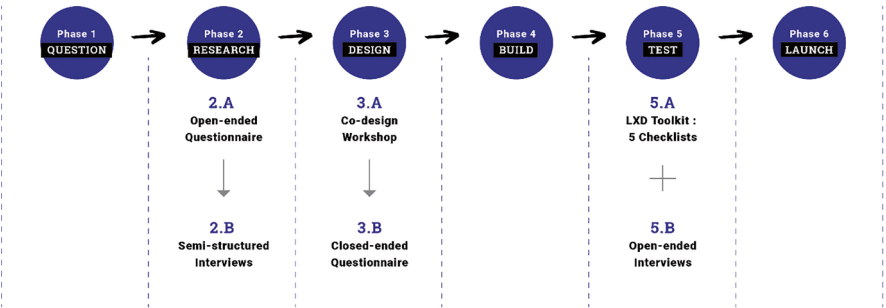 Phase 1
QUESTION
Phase 2
RESEARCH
Phase 3
DESIGN
Phase 4
BUILD
Phase 5
TEST
Phase 6
LAUNCH
2.A
Open-ended
Questionnaire
2.B
Semi-structured
Interviews
3.A
Co-design
Workshop
3.B
Closed-ended
Questionnaire
5.A
LXD Toolkit :
5 Checklists
5.B
Open-ended
Interviews